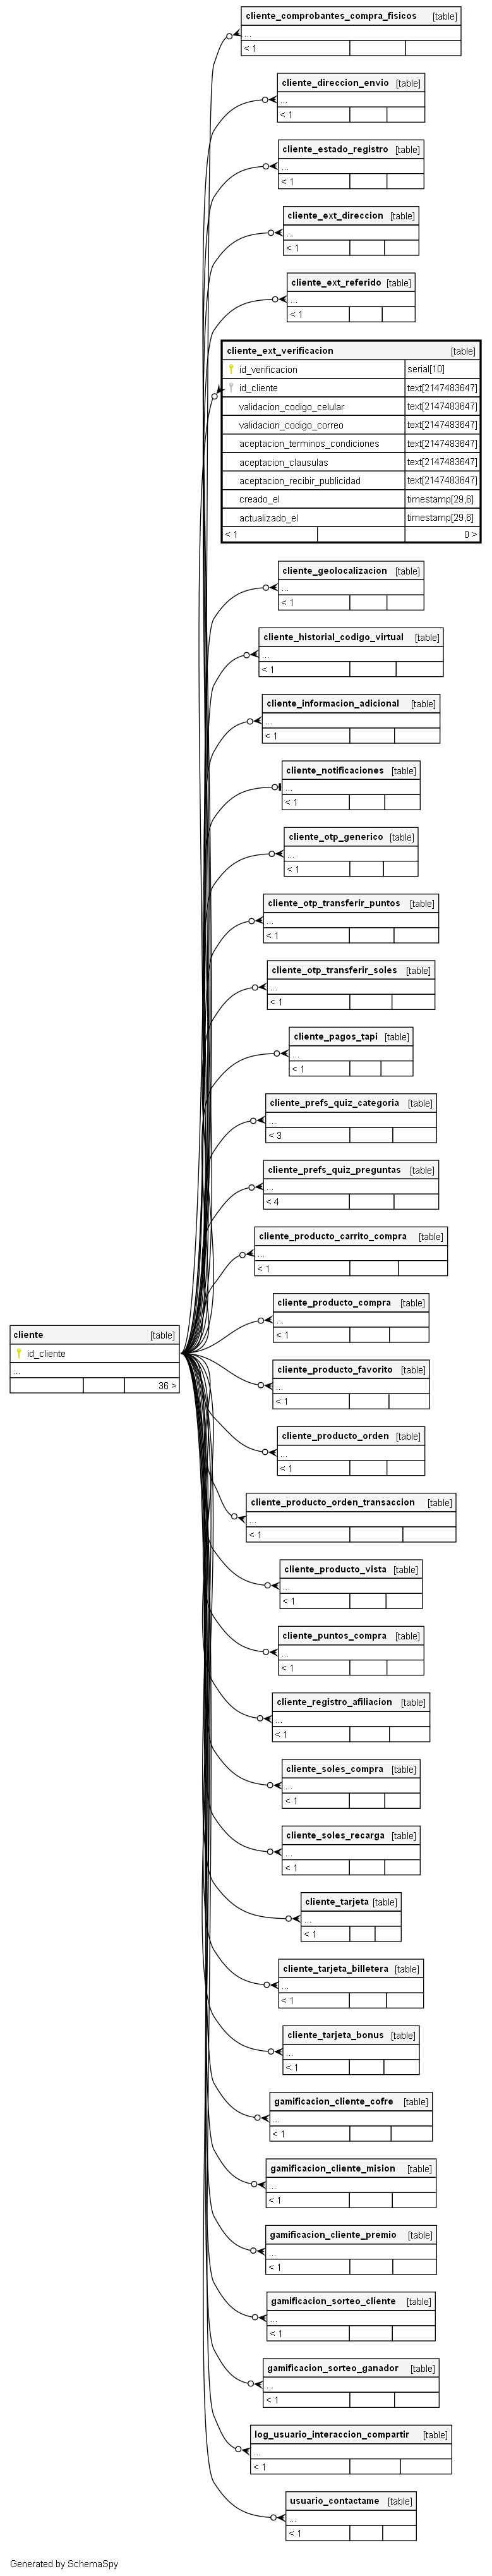 cliente_comprobantes_compra_fisicos [table]
...
< 1
cliente_direccion_envio [table]
...
< 1
cliente_estado_registro [table]
...
< 1
cliente_ext_direccion [table]
...
< 1
cliente_ext_referido [table]
...
< 1
cliente_ext_verificacion [table]
id_verificacion serial[10]
id_cliente text[2147483647]
validacion_codigo_celular text[2147483647]
validacion_codigo_correo text[2147483647]
aceptacion_terminos_condiciones text[2147483647]
aceptacion_clausulas text[2147483647]
aceptacion_recibir_publicidad text[2147483647]
creado_el timestamp[29,6]
actualizado_el timestamp[29,6]
< 1 0 >
cliente_geolocalizacion [table]
...
< 1
cliente_historial_codigo_virtual [table]
...
< 1
cliente_informacion_adicional [table]
...
< 1
cliente_notificaciones [table]
...
< 1
cliente_otp_generico [table]
...
< 1
cliente_otp_transferir_puntos [table]
...
< 1
cliente_otp_transferir_soles [table]
...
< 1
cliente_pagos_tapi [table]
...
< 1
cliente_prefs_quiz_categoria [table]
...
< 3
cliente_prefs_quiz_preguntas [table]
...
< 4
cliente_producto_carrito_compra [table]
...
< 1
cliente_producto_compra [table]
...
< 1
cliente [table]
id_cliente
...
36 >
cliente_producto_favorito [table]
...
< 1
cliente_producto_orden [table]
...
< 1
cliente_producto_orden_transaccion [table]
...
< 1
cliente_producto_vista [table]
...
< 1
cliente_puntos_compra [table]
...
< 1
cliente_registro_afiliacion [table]
...
< 1
cliente_soles_compra [table]
...
< 1
cliente_soles_recarga [table]
...
< 1
cliente_tarjeta [table]
...
< 1
cliente_tarjeta_billetera [table]
...
< 1
cliente_tarjeta_bonus [table]
...
< 1
gamificacion_cliente_cofre [table]
...
< 1
gamificacion_cliente_mision [table]
...
< 1
gamificacion_cliente_premio [table]
...
< 1
gamificacion_sorteo_cliente [table]
...
< 1
gamificacion_sorteo_ganador [table]
...
< 1
log_usuario_interaccion_compartir [table]
...
< 1
usuario_contactame [table]
...
< 1
Generated by SchemaSpy